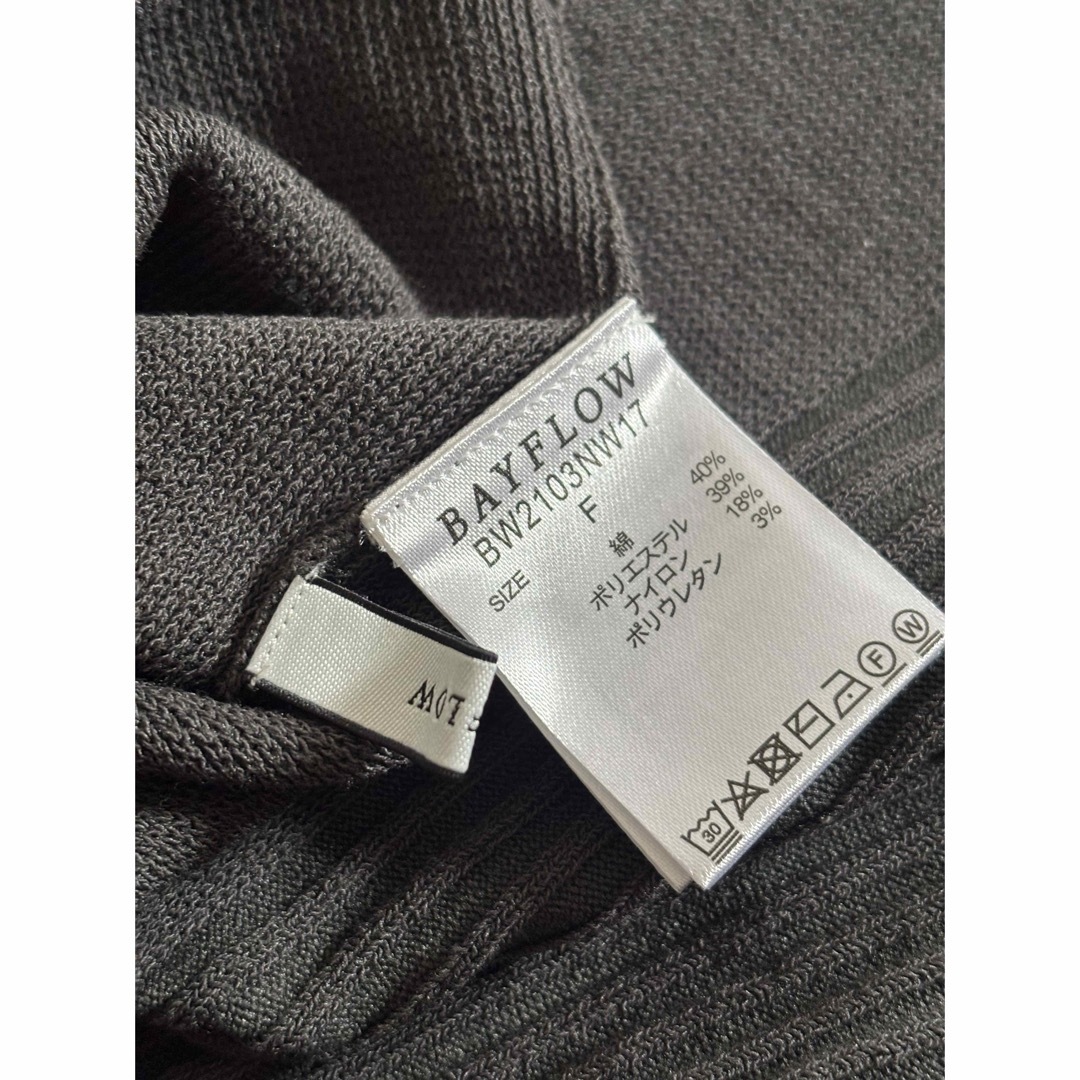 BAYFLOW
BW2103NW17
SIZE F
綿 40%
ポリエステル 39%
ナイロン 18%
ポリウレタン 3%
30
F
W
LOW